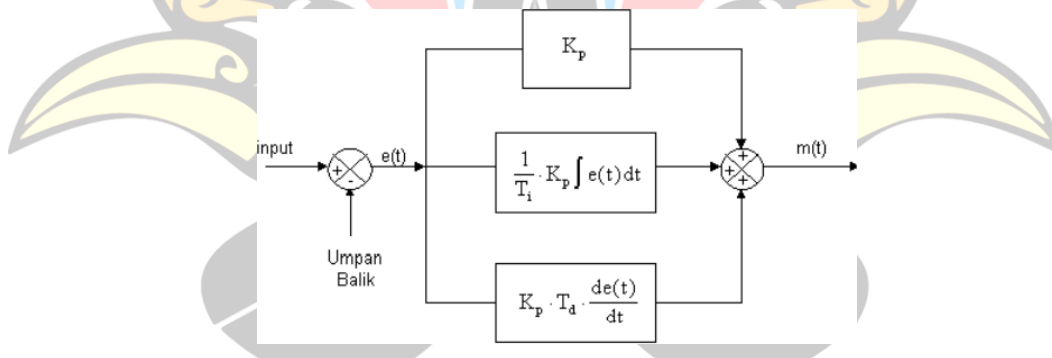 K_p
input
+
-
e(t)
1/T_i · K_p ∫ e(t) dt
+
+
+
m(t)
Umpan
Balik
K_p · T_d · de(t)/dt